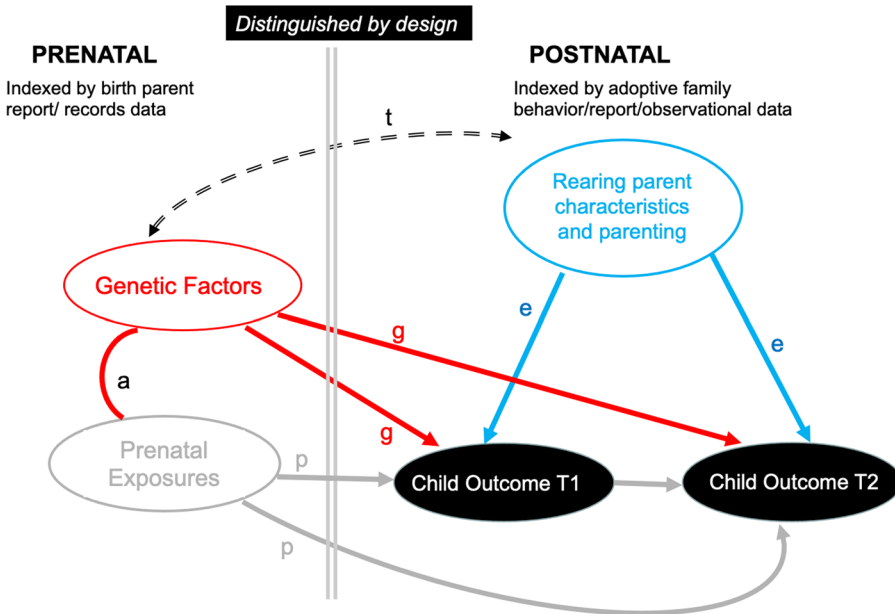 Distinguished by design
PRENATAL
Indexed by birth parent
report/ records data
POSTNATAL
Indexed by adoptive family
behavior/report/observational data
t
Rearing parent
characteristics
and parenting
Genetic Factors
e
e
g
g
a
Prenatal
Exposures
p
p
Child Outcome T1
Child Outcome T2